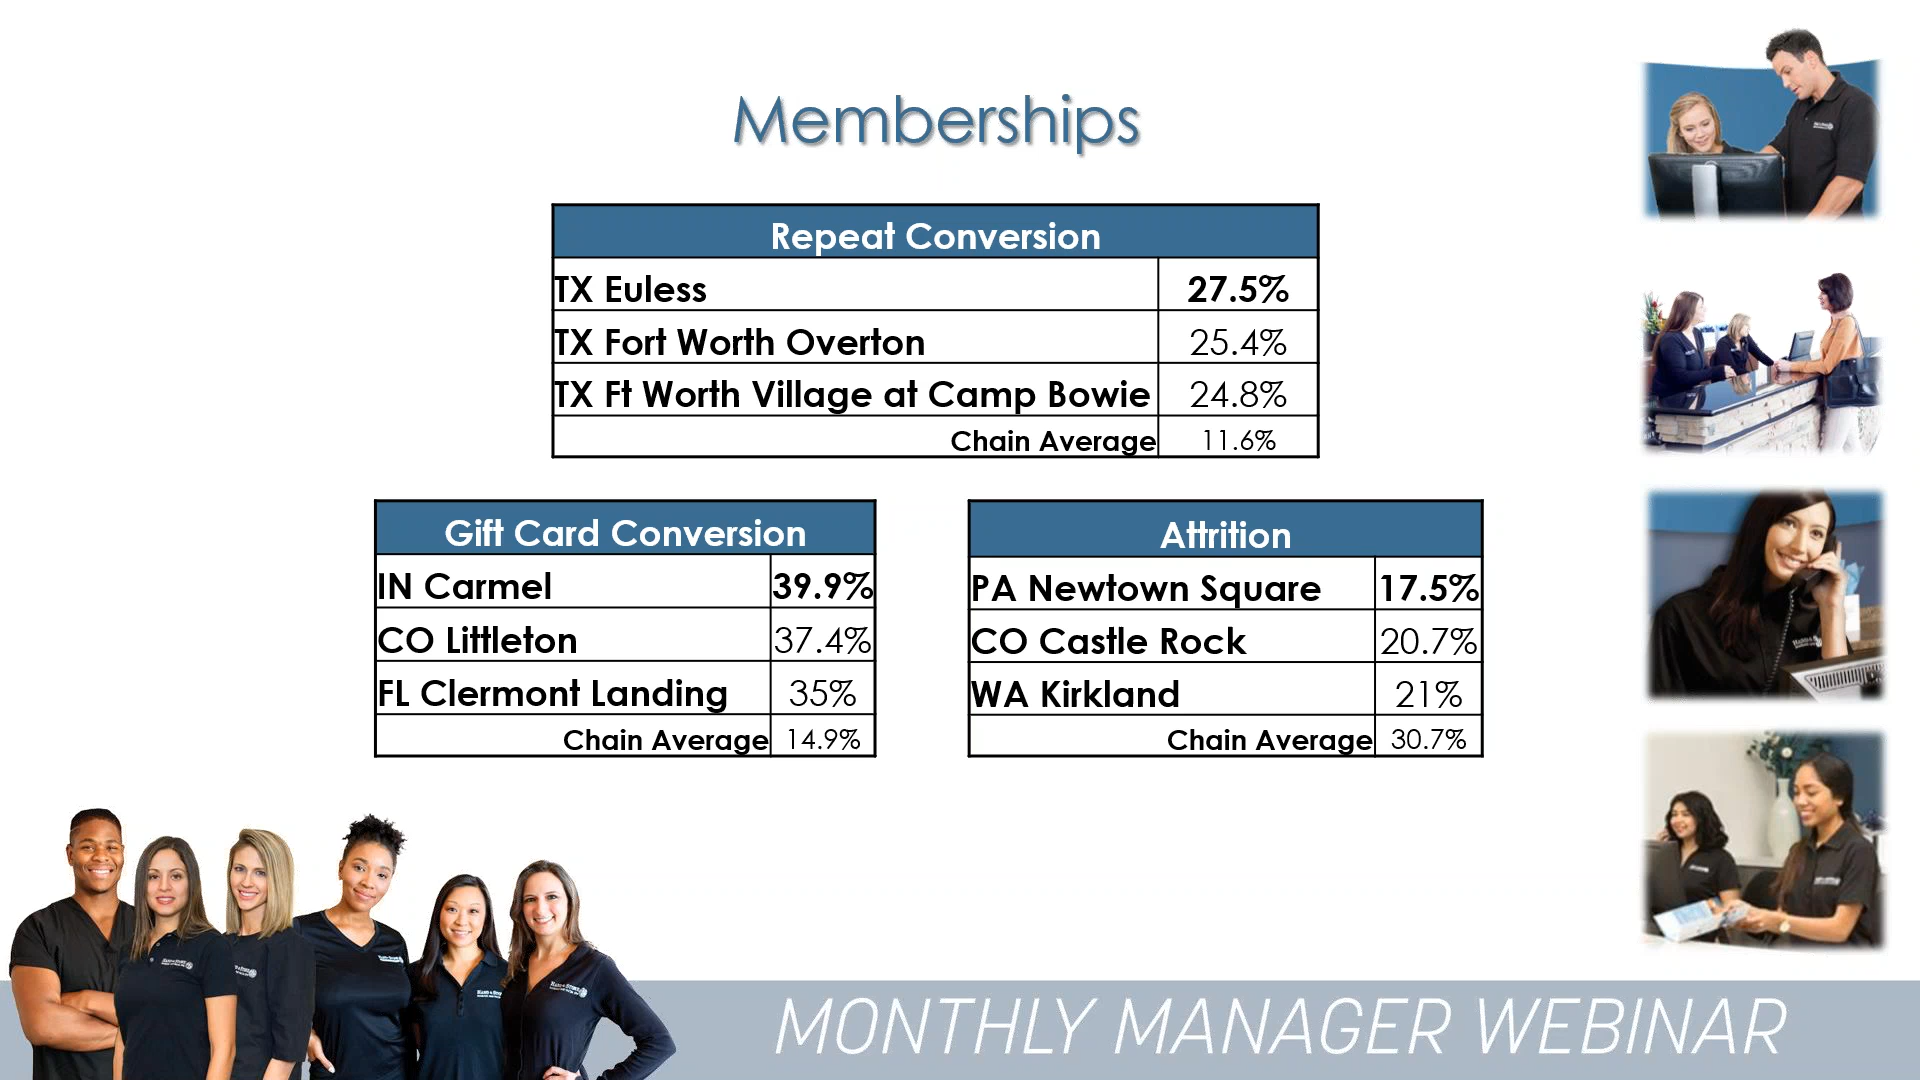 Memberships
Repeat Conversion
TX Euless 27.5%
TX Fort Worth Overton 25.4%
TX Ft Worth Village at Camp Bowie 24.8%
Chain Average 11.6%
Gift Card Conversion
IN Carmel 39.9%
CO Littleton 37.4%
FL Clermont Landing 35%
Chain Average 14.9%
Attrition
PA Newtown Square 17.5%
CO Castle Rock 20.7%
WA Kirkland 21%
Chain Average 30.7%
HAND & STONE
MONTHLY MANAGER WEBINAR